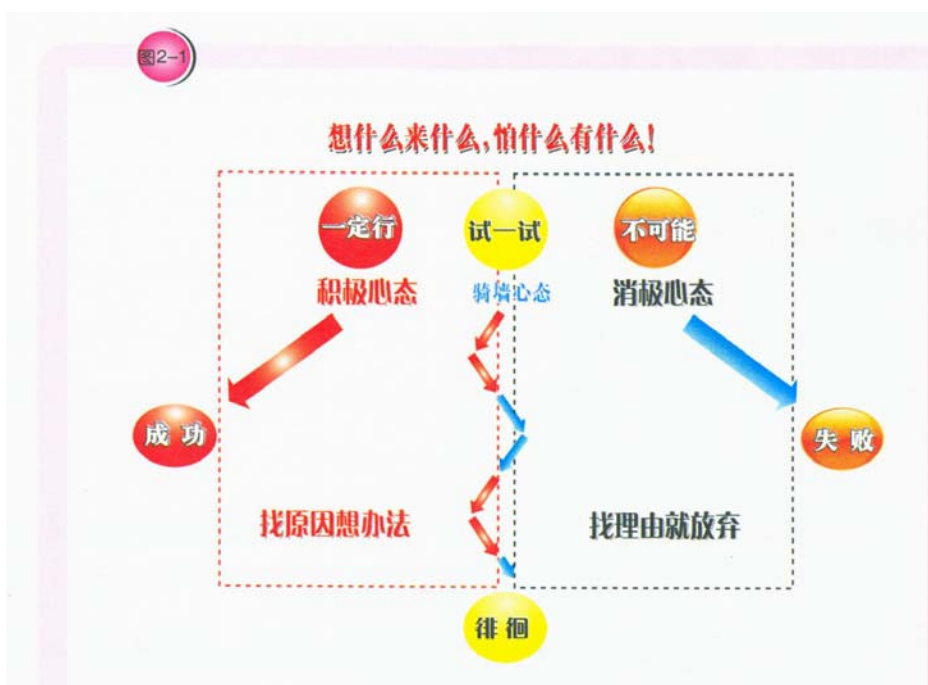 图2-1
想什么来什么,怕什么有什么!
一定行 试一试 不可能
积极心态 骑墙心态 消极心态
成功 失败
找原因想办法 找理由就放弃
徘徊